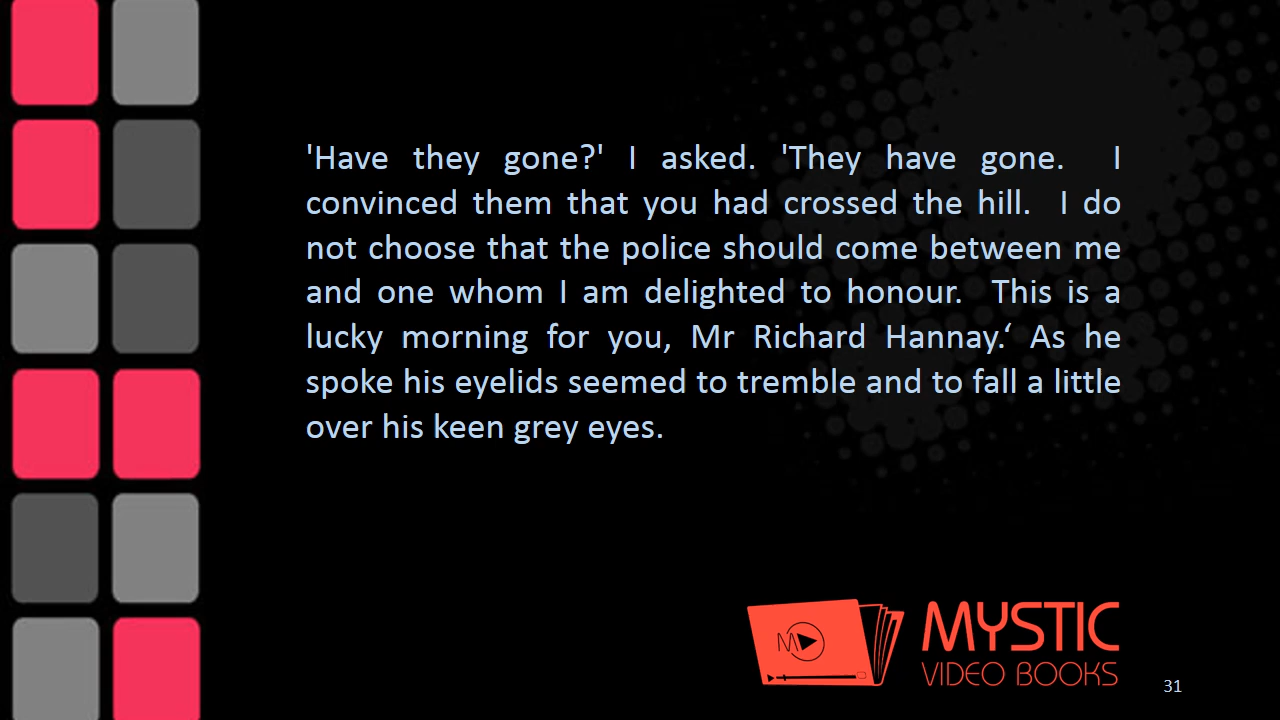 'Have they gone?' I asked. 'They have gone.  I
convinced them that you had crossed the hill.  I do
not choose that the police should come between me
and one whom I am delighted to honour.  This is a
lucky morning for you, Mr Richard Hannay.‘ As he
spoke his eyelids seemed to tremble and to fall a little
over his keen grey eyes.
M
MYSTIC
VIDEO BOOKS
31